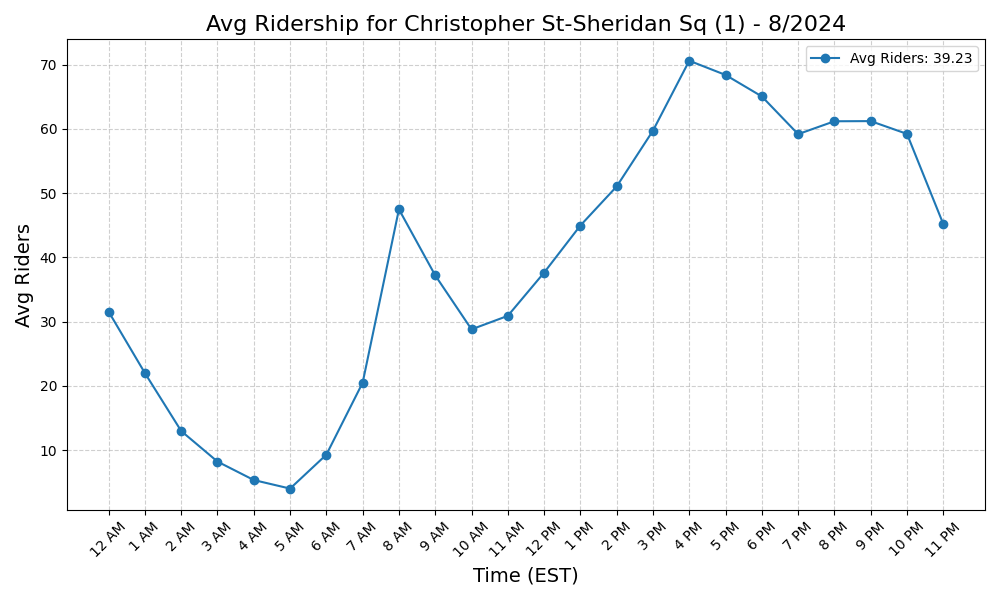 Avg Ridership for Christopher St-Sheridan Sq (1) - 8/2024
Avg Riders: 39.23
Avg Riders
70
60
50
40
30
20
10
12 AM
1 AM
2 AM
3 AM
4 AM
5 AM
6 AM
7 AM
8 AM
9 AM
10 AM
11 AM
12 PM
1 PM
2 PM
3 PM
4 PM
5 PM
6 PM
7 PM
8 PM
9 PM
10 PM
11 PM
Time (EST)